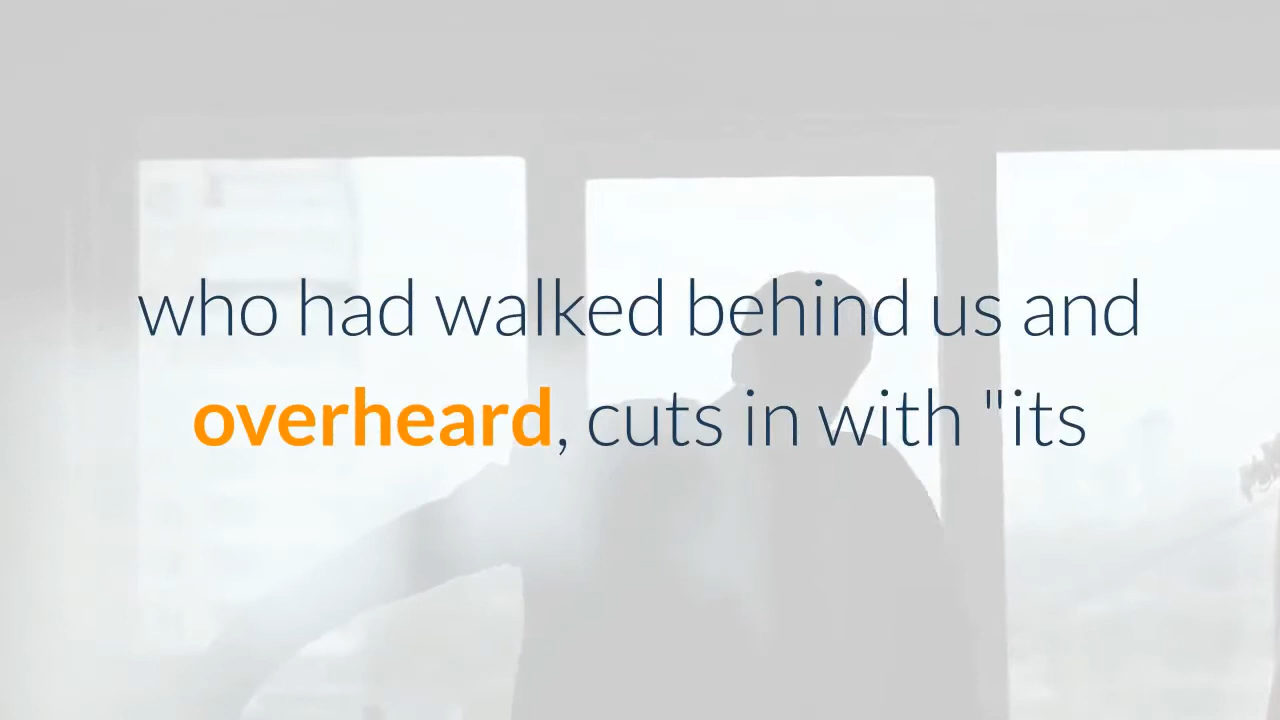 who had walked behind us and
overheard, cuts in with "its